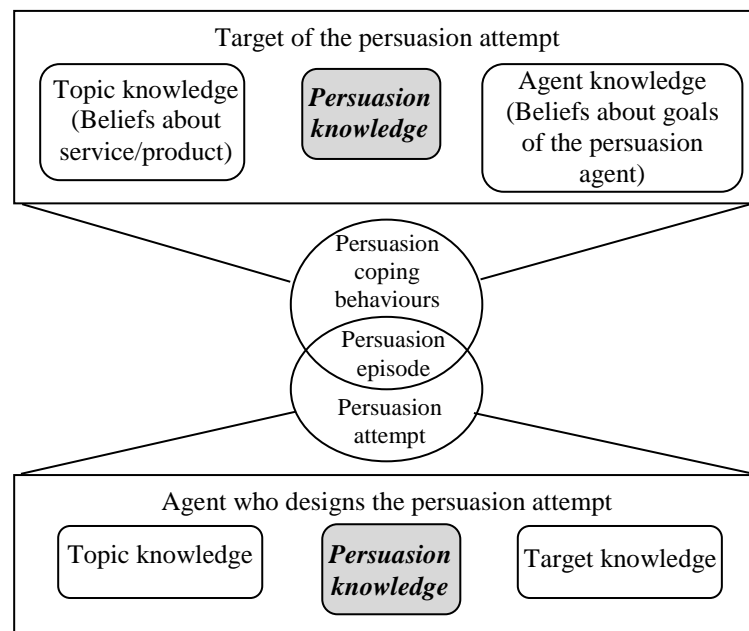 Target of the persuasion attempt
Topic knowledge
(Beliefs about
service/product)
Persuasion
knowledge
Agent knowledge
(Beliefs about goals
of the persuasion
agent)
Persuasion
coping
behaviours
Persuasion
episode
Persuasion
attempt
Agent who designs the persuasion attempt
Topic knowledge
Persuasion
knowledge
Target knowledge